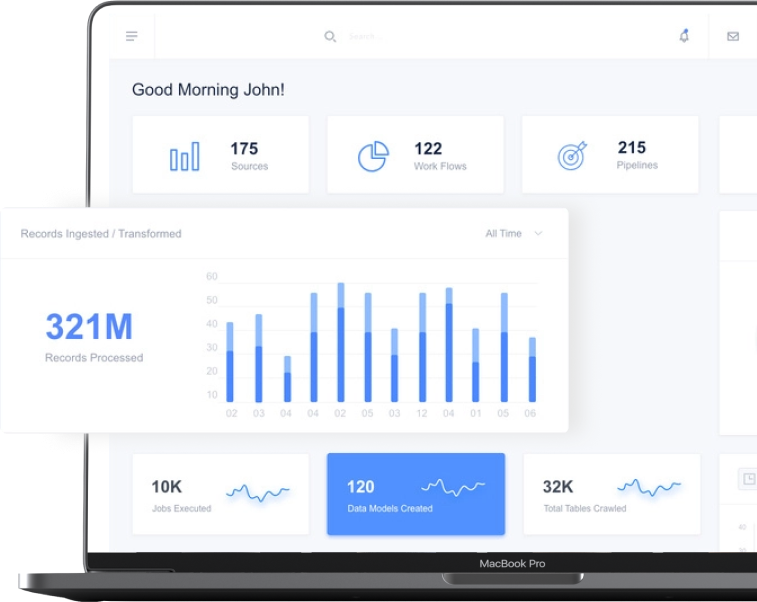 Search...
Good Morning John!
175
Sources
122
Work Flows
215
Pipelines
Records Ingested / Transformed
All Time
321M
Records Processed
60
50
40
30
20
10
02 03 04 04 02 05 03 12 04 01 05 06
10K
Jobs Executed
120
Data Models Created
32K
Total Tables Crawled
40
30
MacBook Pro